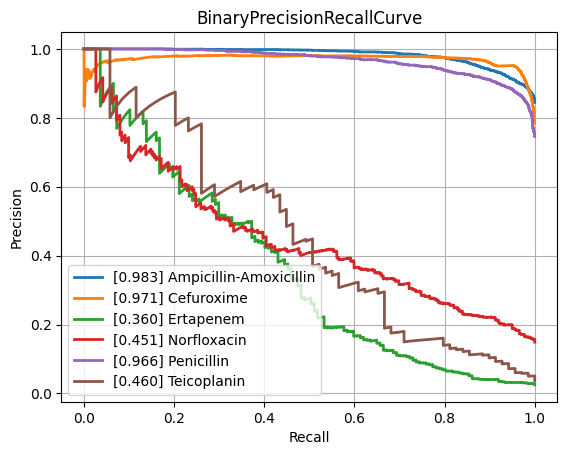 BinaryPrecisionRecallCurve
Precision
1.0
0.8
0.6
0.4
0.2
0.0
[0.983] Ampicillin-Amoxicillin
[0.971] Cefuroxime
[0.360] Ertapenem
[0.451] Norfloxacin
[0.966] Penicillin
[0.460] Teicoplanin
0.0 0.2 0.4 0.6 0.8 1.0
Recall